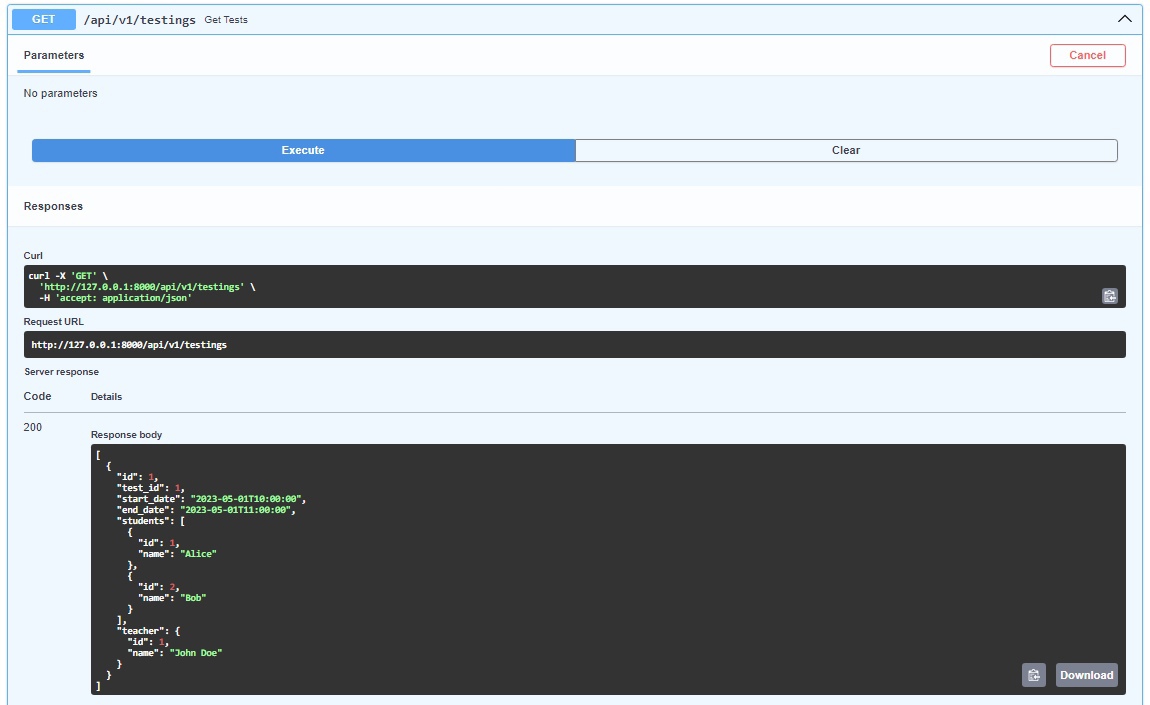 GET /api/v1/testings Get Tests
Parameters Cancel
No parameters
Execute Clear
Responses
Curl
curl -X 'GET' \
  'http://127.0.0.1:8000/api/v1/testings' \
  -H 'accept: application/json'
Request URL
http://127.0.0.1:8000/api/v1/testings
Server response
Code Details
200
Response body
[
  {
    "id": 1,
    "test_id": 1,
    "start_date": "2023-05-01T10:00:00",
    "end_date": "2023-05-01T11:00:00",
    "students": [
      {
        "id": 1,
        "name": "Alice"
      },
      {
        "id": 2,
        "name": "Bob"
      }
    ],
    "teacher": {
      "id": 1,
      "name": "John Doe"
    }
  }
]
Download